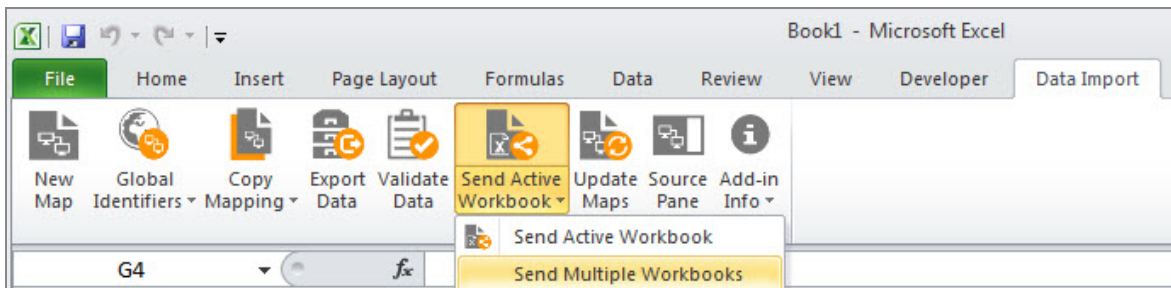 Book1 - Microsoft Excel
File Home Insert Page Layout Formulas Data Review View Developer Data Import
New Global Copy Export Validate Send Active Update Source Add-in
Map Identifiers Mapping Data Data Workbook Maps Pane Info
Send Active Workbook
G4 fx Send Multiple Workbooks